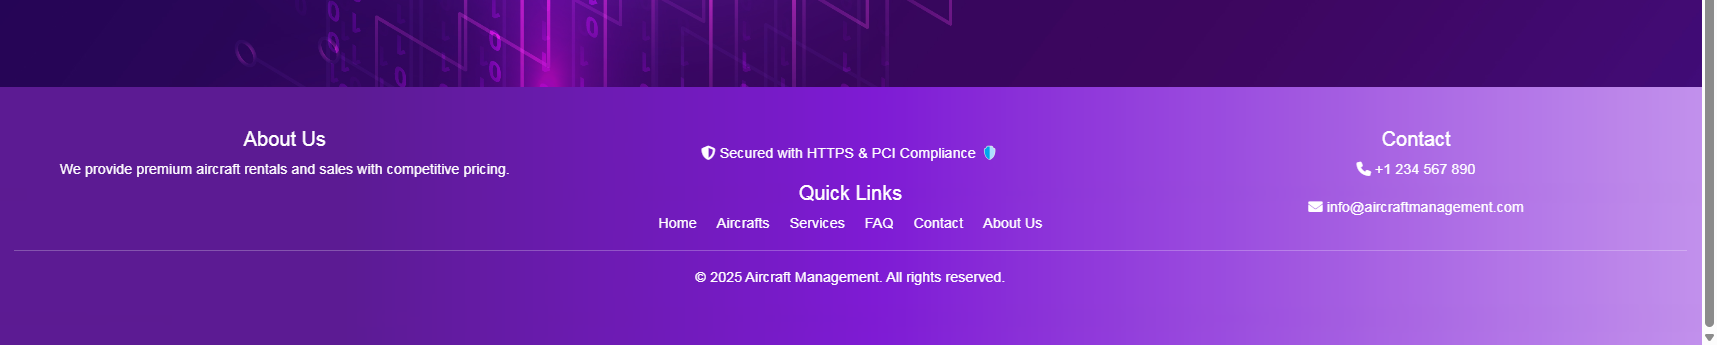 About Us
We provide premium aircraft rentals and sales with competitive pricing.
Secured with HTTPS & PCI Compliance
Quick Links
Home Aircrafts Services FAQ Contact About Us
Contact
+1 234 567 890
info@aircraftmanagement.com
© 2025 Aircraft Management. All rights reserved.